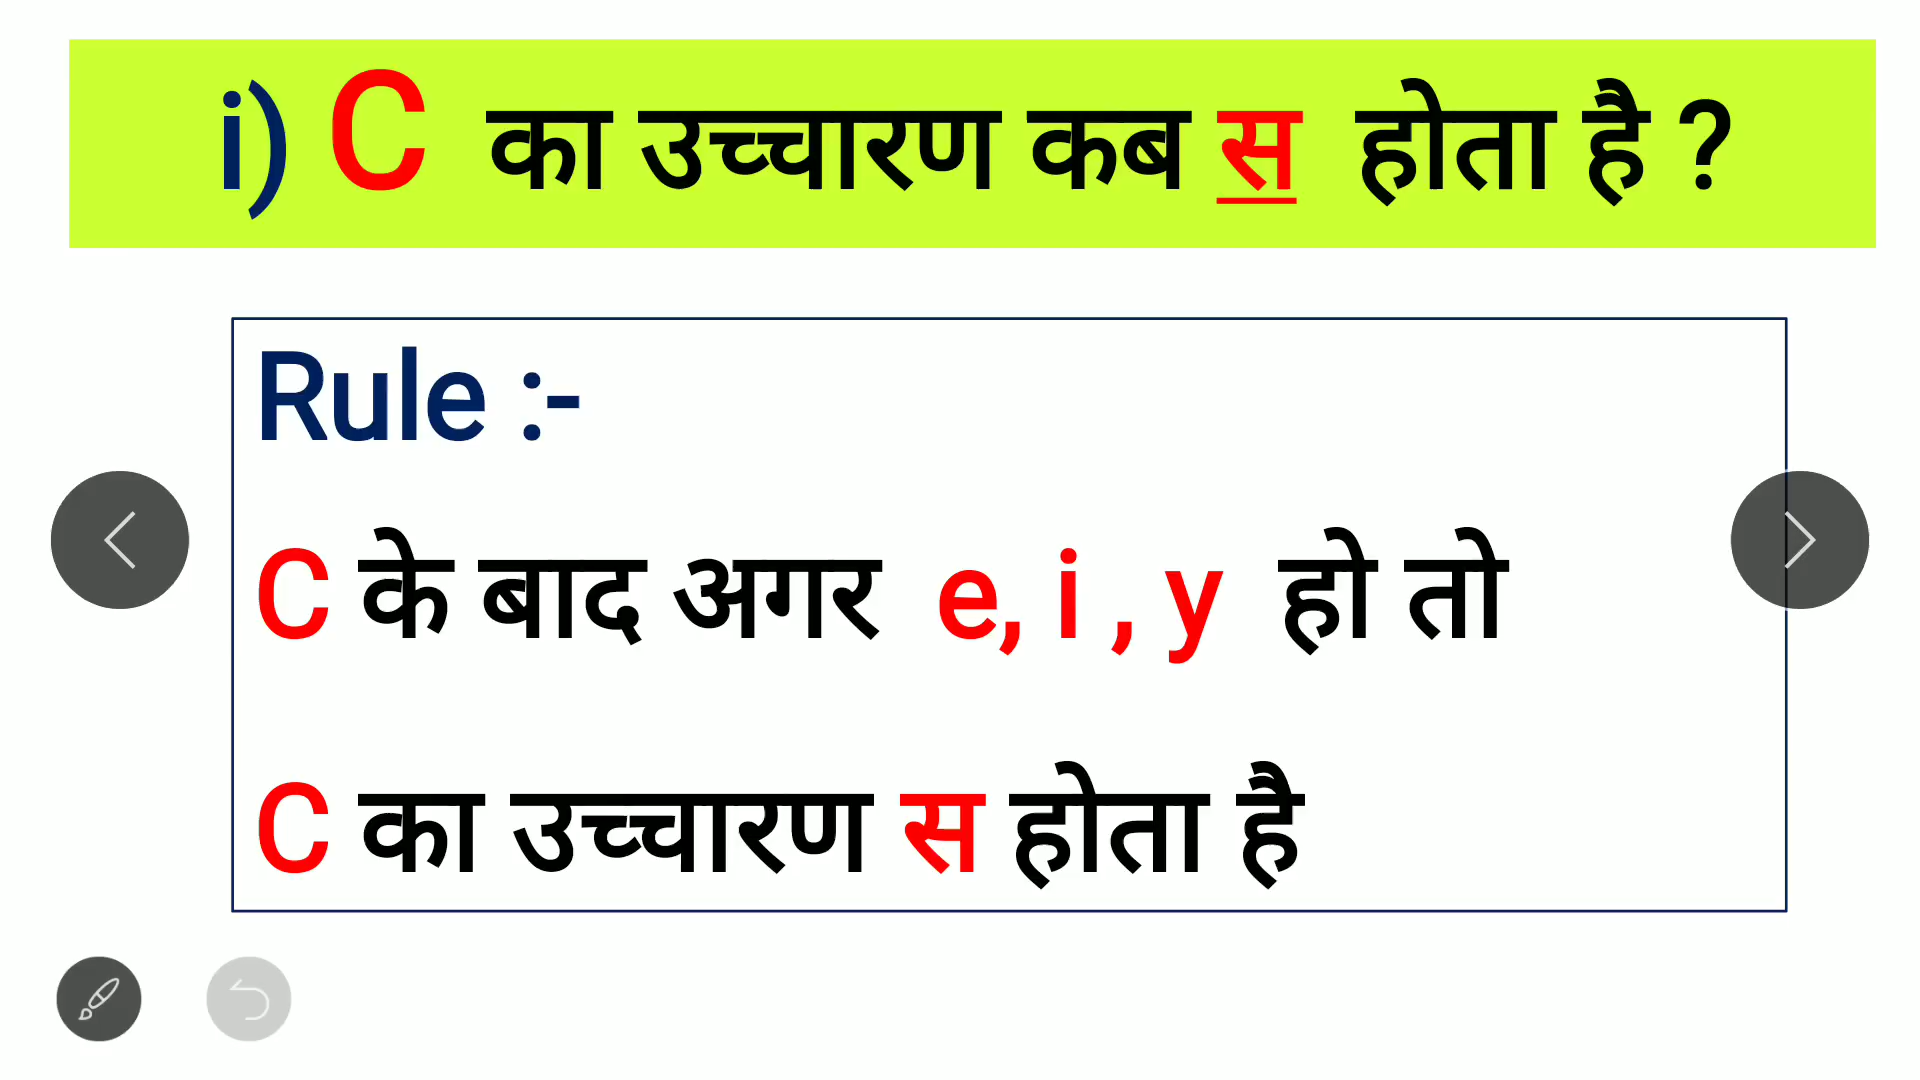 i) C का उच्चारण कब स होता है ?
Rule :-
C के बाद अगर e, i , y हो तो
C का उच्चारण स होता है